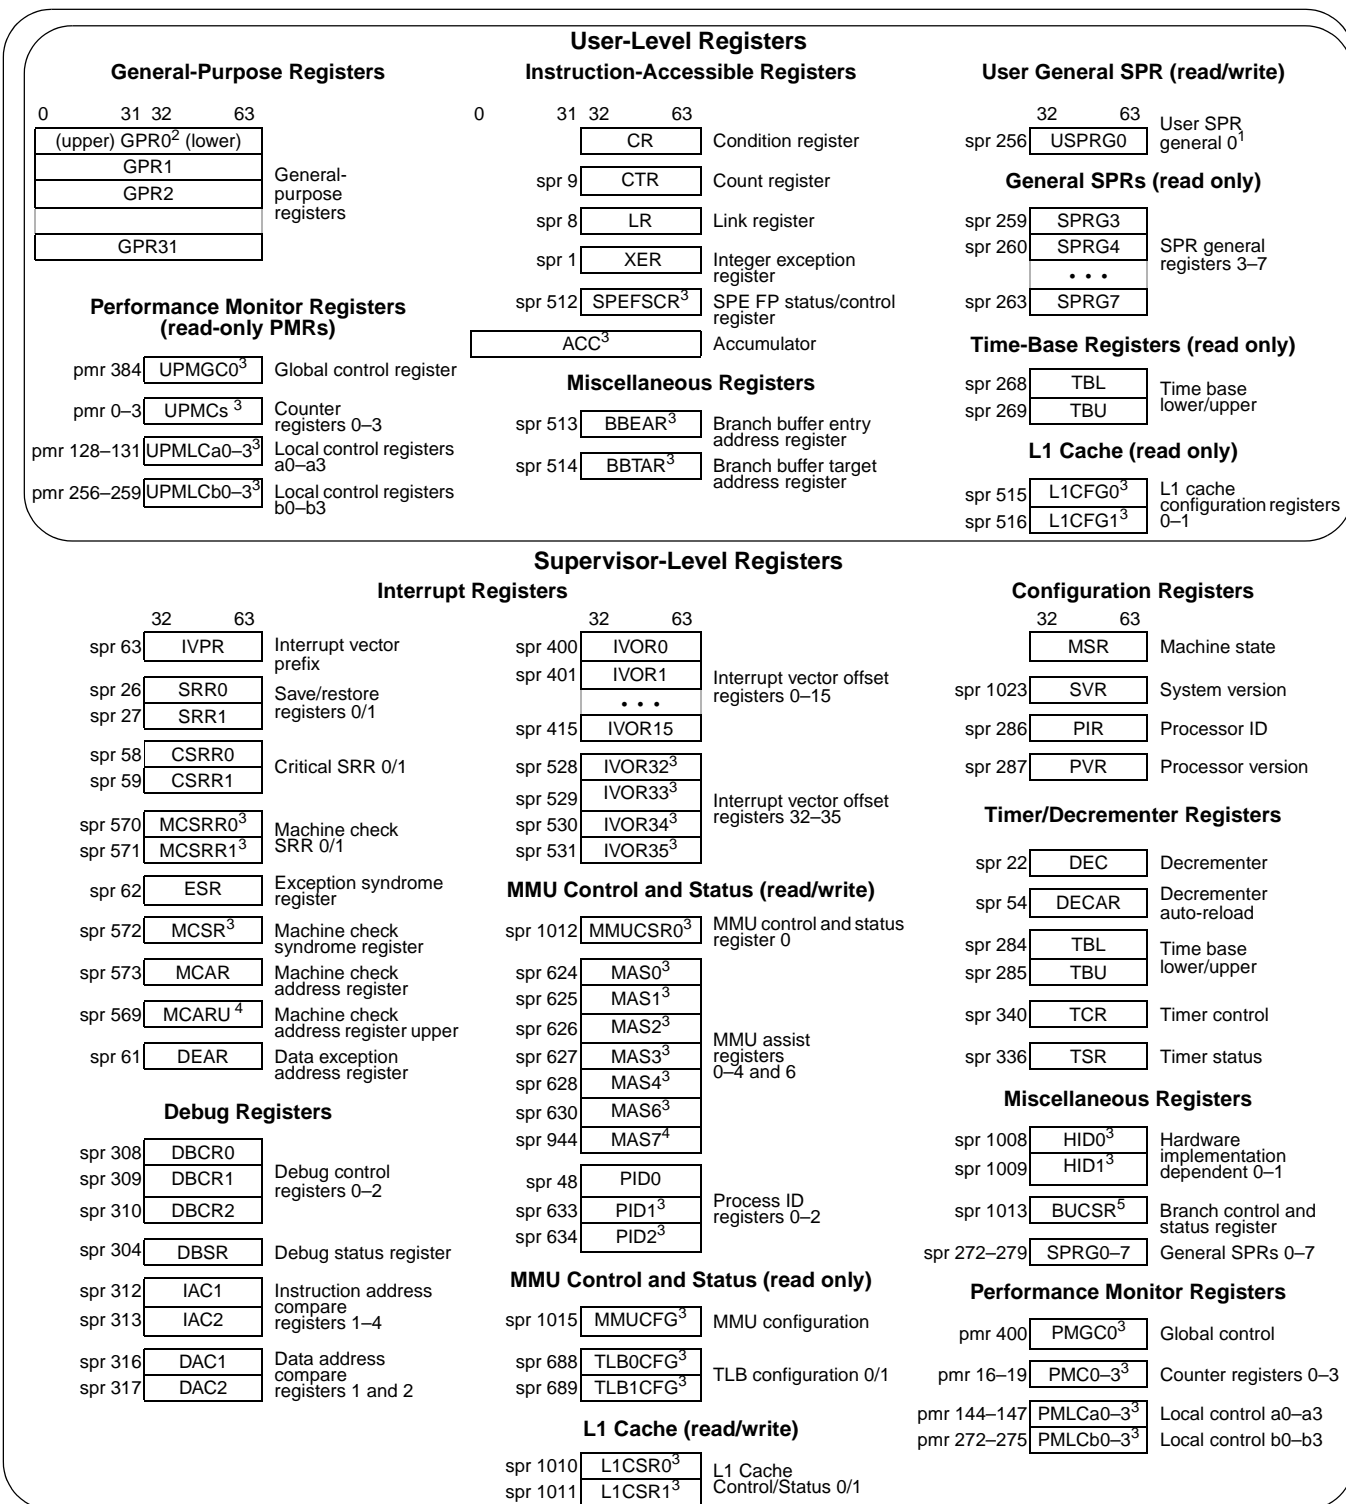 User-Level Registers
General-Purpose Registers
0 31 32 63
(upper) GPR0² (lower)
GPR1
GPR2
GPR31
General-
purpose
registers
Performance Monitor Registers
(read-only PMRs)
pmr 384 UPMGC0³ Global control register
pmr 0–3 UPMCs ³ Counter
registers 0–3
pmr 128–131 UPMLCa0–3³ Local control registers
a0–a3
pmr 256–259 UPMLCb0–3³ Local control registers
b0–b3
Instruction-Accessible Registers
0 31 32 63
CR Condition register
spr 9 CTR Count register
spr 8 LR Link register
spr 1 XER Integer exception
register
spr 512 SPEFSCR³ SPE FP status/control
register
ACC³ Accumulator
Miscellaneous Registers
spr 513 BBEAR³ Branch buffer entry
address register
spr 514 BBTAR³ Branch buffer target
address register
User General SPR (read/write)
32 63
spr 256 USPRG0 User SPR
general 0¹
General SPRs (read only)
spr 259 SPRG3
spr 260 SPRG4
• • •
spr 263 SPRG7
SPR general
registers 3–7
Time-Base Registers (read only)
spr 268 TBL
spr 269 TBU
Time base
lower/upper
L1 Cache (read only)
spr 515 L1CFG0³
spr 516 L1CFG1³
L1 cache
configuration registers
0–1
Supervisor-Level Registers
Interrupt Registers
32 63
spr 63 IVPR Interrupt vector
prefix
spr 26 SRR0
spr 27 SRR1
Save/restore
registers 0/1
spr 58 CSRR0
spr 59 CSRR1
Critical SRR 0/1
spr 570 MCSRR0³
spr 571 MCSRR1³
Machine check
SRR 0/1
spr 62 ESR Exception syndrome
register
spr 572 MCSR³ Machine check
syndrome register
spr 573 MCAR Machine check
address register
spr 569 MCARU ⁴ Machine check
address register upper
spr 61 DEAR Data exception
address register
Debug Registers
spr 308 DBCR0
spr 309 DBCR1
spr 310 DBCR2
Debug control
registers 0–2
spr 304 DBSR Debug status register
spr 312 IAC1
spr 313 IAC2
Instruction address
compare
registers 1–4
spr 316 DAC1
spr 317 DAC2
Data address
compare
registers 1 and 2
32 63
spr 400 IVOR0
spr 401 IVOR1
• • •
spr 415 IVOR15
Interrupt vector offset
registers 0–15
spr 528 IVOR32³
spr 529 IVOR33³
spr 530 IVOR34³
spr 531 IVOR35³
Interrupt vector offset
registers 32–35
MMU Control and Status (read/write)
spr 1012 MMUCSR0³ MMU control and status
register 0
spr 624 MAS0³
spr 625 MAS1³
spr 626 MAS2³
spr 627 MAS3³
spr 628 MAS4³
spr 630 MAS6³
spr 944 MAS7⁴
MMU assist
registers
0–4 and 6
spr 48 PID0
spr 633 PID1³
spr 634 PID2³
Process ID
registers 0–2
MMU Control and Status (read only)
spr 1015 MMUCFG³ MMU configuration
spr 688 TLB0CFG³
spr 689 TLB1CFG³
TLB configuration 0/1
L1 Cache (read/write)
spr 1010 L1CSR0³
spr 1011 L1CSR1³
L1 Cache
Control/Status 0/1
Configuration Registers
32 63
MSR Machine state
spr 1023 SVR System version
spr 286 PIR Processor ID
spr 287 PVR Processor version
Timer/Decrementer Registers
spr 22 DEC Decrementer
spr 54 DECAR Decrementer
auto-reload
spr 284 TBL
spr 285 TBU
Time base
lower/upper
spr 340 TCR Timer control
spr 336 TSR Timer status
Miscellaneous Registers
spr 1008 HID0³
spr 1009 HID1³
Hardware
implementation
dependent 0–1
spr 1013 BUCSR⁵ Branch control and
status register
spr 272–279 SPRG0–7 General SPRs 0–7
Performance Monitor Registers
pmr 400 PMGC0³ Global control
pmr 16–19 PMC0–3³ Counter registers 0–3
pmr 144–147 PMLCa0–3³ Local control a0–a3
pmr 272–275 PMLCb0–3³ Local control b0–b3